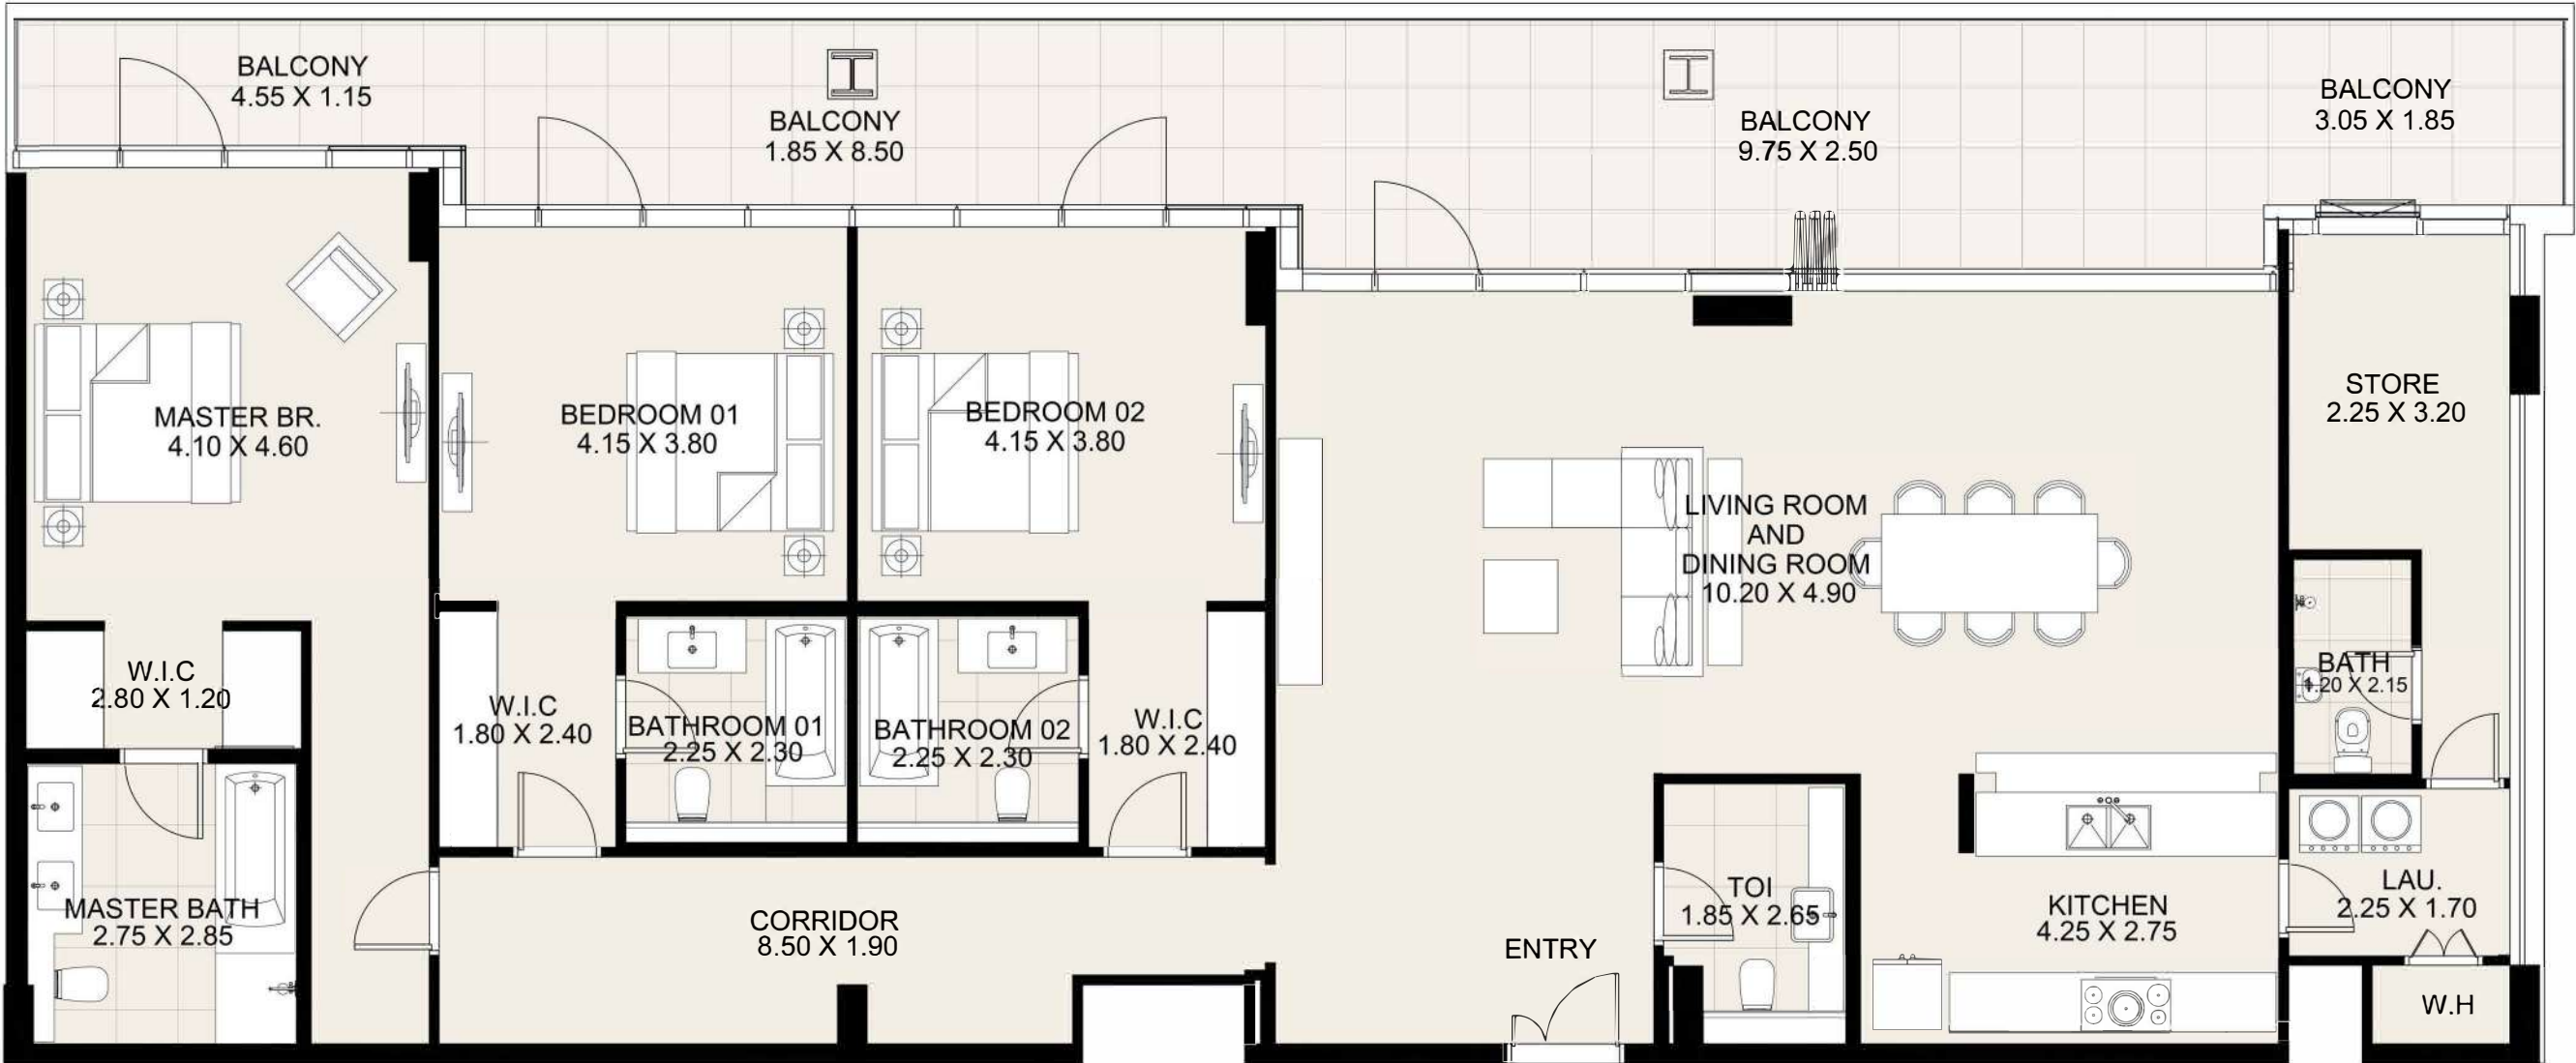 BALCONY
4.55 X 1.15
BALCONY
1.85 X 8.50
BALCONY
9.75 X 2.50
BALCONY
3.05 X 1.85
MASTER BR.
4.10 X 4.60
BEDROOM 01
4.15 X 3.80
BEDROOM 02
4.15 X 3.80
STORE
2.25 X 3.20
LIVING ROOM
AND
DINING ROOM
10.20 X 4.90
W.I.C
2.80 X 1.20
W.I.C
1.80 X 2.40
BATHROOM 01
2.25 X 2.30
BATHROOM 02
2.25 X 2.30
W.I.C
1.80 X 2.40
BATH
1.20 X 2.15
MASTER BATH
2.75 X 2.85
CORRIDOR
8.50 X 1.90
ENTRY
TOI
1.85 X 2.65
KITCHEN
4.25 X 2.75
LAU.
2.25 X 1.70
W.H